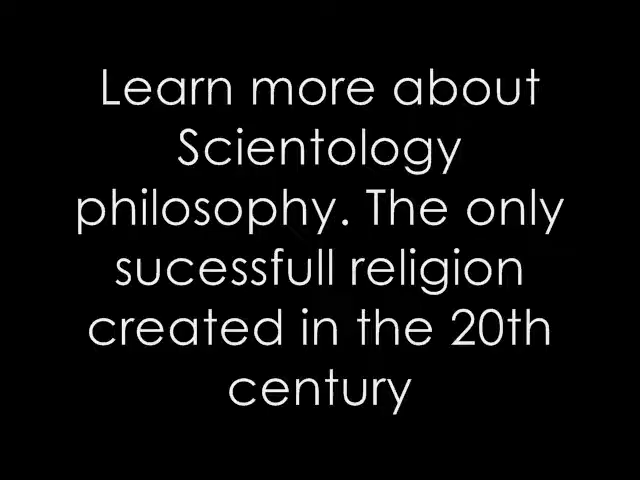 Learn more about
Scientology
philosophy. The only
sucessfull religion
created in the 20th
century